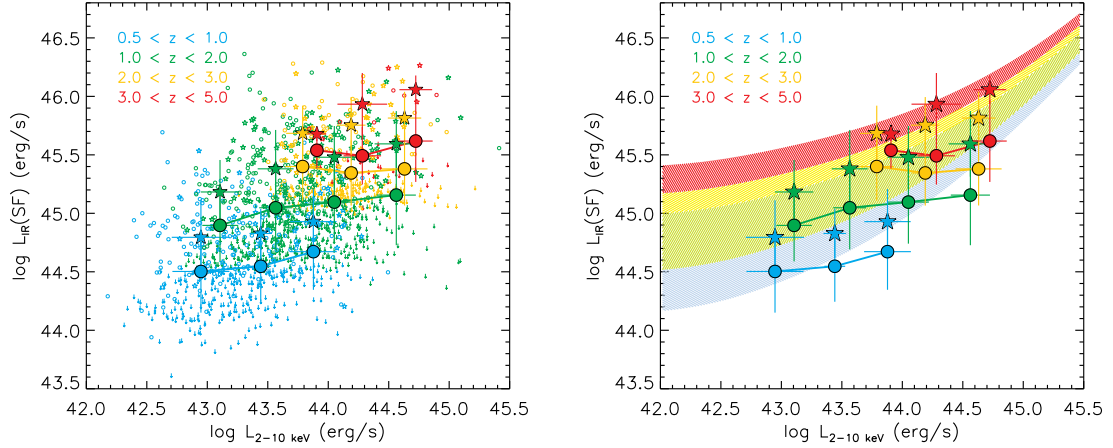 0.5 < z < 1.0
1.0 < z < 2.0
2.0 < z < 3.0
3.0 < z < 5.0
46.5
46.0
45.5
45.0
44.5
44.0
43.5
log L_IR(SF) (erg/s)
42.0 42.5 43.0 43.5 44.0 44.5 45.0 45.5
log L_2−10 keV (erg/s)
0.5 < z < 1.0
1.0 < z < 2.0
2.0 < z < 3.0
3.0 < z < 5.0
46.5
46.0
45.5
45.0
44.5
44.0
43.5
log L_IR(SF) (erg/s)
42.0 42.5 43.0 43.5 44.0 44.5 45.0 45.5
log L_2−10 keV (erg/s)